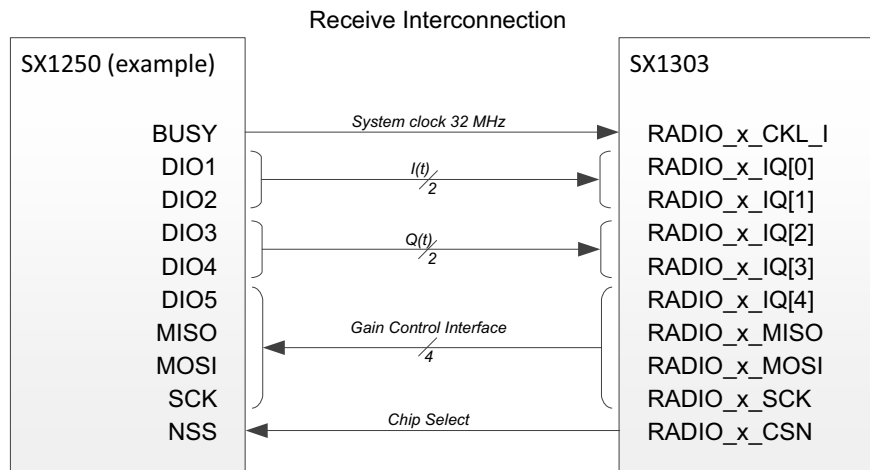 Receive Interconnection
SX1250 (example)
SX1303
BUSY
System clock 32 MHz
RADIO_x_CKL_I
DIO1
I(t)
2
RADIO_x_IQ[0]
DIO2
RADIO_x_IQ[1]
DIO3
Q(t)
2
RADIO_x_IQ[2]
DIO4
RADIO_x_IQ[3]
DIO5
RADIO_x_IQ[4]
MISO
Gain Control Interface
4
RADIO_x_MISO
MOSI
RADIO_x_MOSI
SCK
RADIO_x_SCK
NSS
Chip Select
RADIO_x_CSN